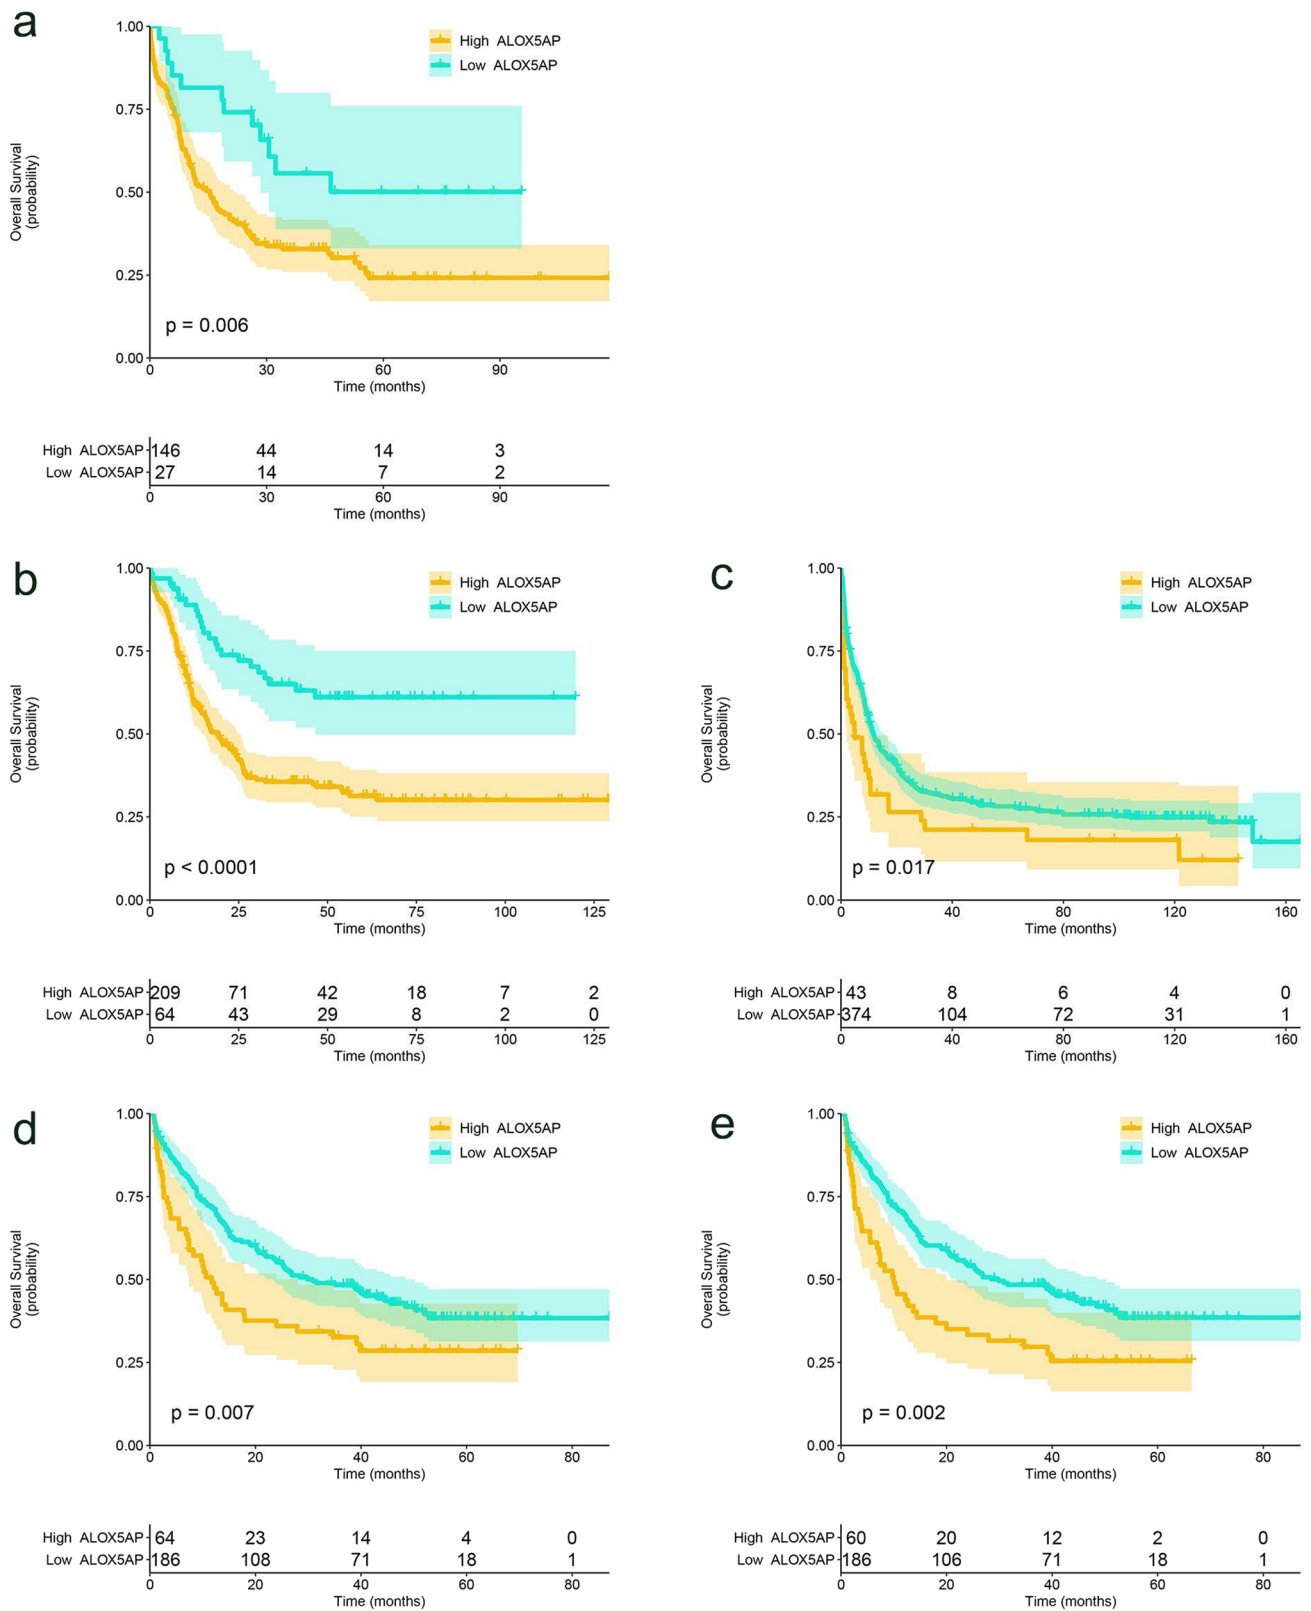 a
1.00
0.75
0.50
0.25
0.00
Overall Survival
(probability)
High ALOX5AP
Low ALOX5AP
p = 0.006
0 30 60 90
Time (months)
High ALOX5AP 146 44 14 3
Low ALOX5AP 27 14 7 2
0 30 60 90
Time (months)
b
1.00
0.75
0.50
0.25
0.00
Overall Survival
(probability)
High ALOX5AP
Low ALOX5AP
p < 0.0001
0 25 50 75 100 125
Time (months)
High ALOX5AP 209 71 42 18 7 2
Low ALOX5AP 64 43 29 8 2 0
0 25 50 75 100 125
Time (months)
c
1.00
0.75
0.50
0.25
0.00
Overall Survival
(probability)
High ALOX5AP
Low ALOX5AP
p = 0.017
0 40 80 120 160
Time (months)
High ALOX5AP 43 8 6 4 0
Low ALOX5AP 374 104 72 31 1
0 40 80 120 160
Time (months)
d
1.00
0.75
0.50
0.25
0.00
Overall Survival
(probability)
High ALOX5AP
Low ALOX5AP
p = 0.007
0 20 40 60 80
Time (months)
High ALOX5AP 64 23 14 4 0
Low ALOX5AP 186 108 71 18 1
0 20 40 60 80
Time (months)
e
1.00
0.75
0.50
0.25
0.00
Overall Survival
(probability)
High ALOX5AP
Low ALOX5AP
p = 0.002
0 20 40 60 80
Time (months)
High ALOX5AP 60 20 12 2 0
Low ALOX5AP 186 106 71 18 1
0 20 40 60 80
Time (months)